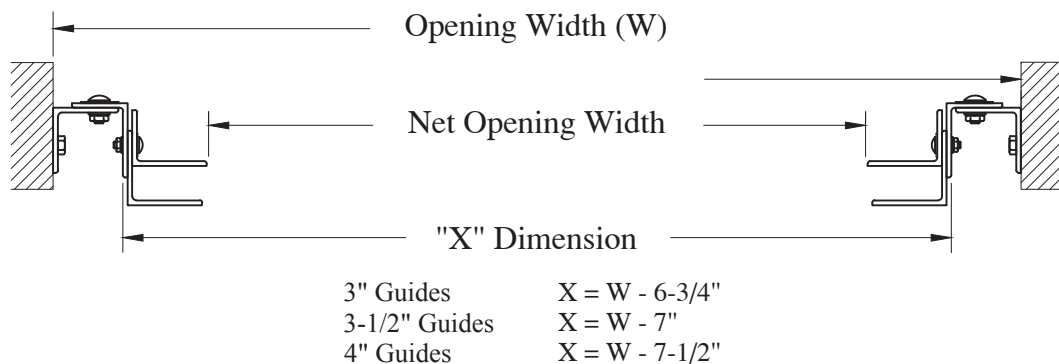 Opening Width (W)
Net Opening Width
"X" Dimension
3" Guides X = W - 6-3/4"
3-1/2" Guides X = W - 7"
4" Guides X = W - 7-1/2"